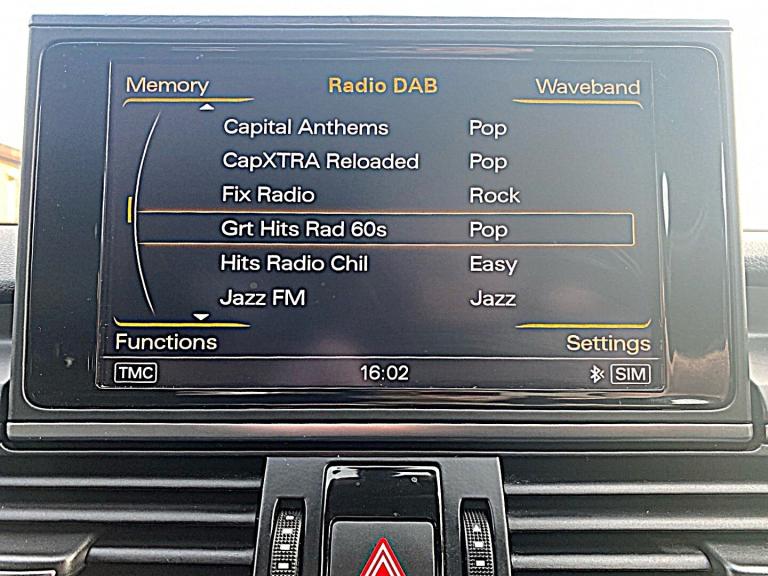 Memory Radio DAB Waveband
Capital Anthems Pop
CapXTRA Reloaded Pop
Fix Radio Rock
Grt Hits Rad 60s Pop
Hits Radio Chil Easy
Jazz FM Jazz
Functions Settings
TMC 16:02 SIM